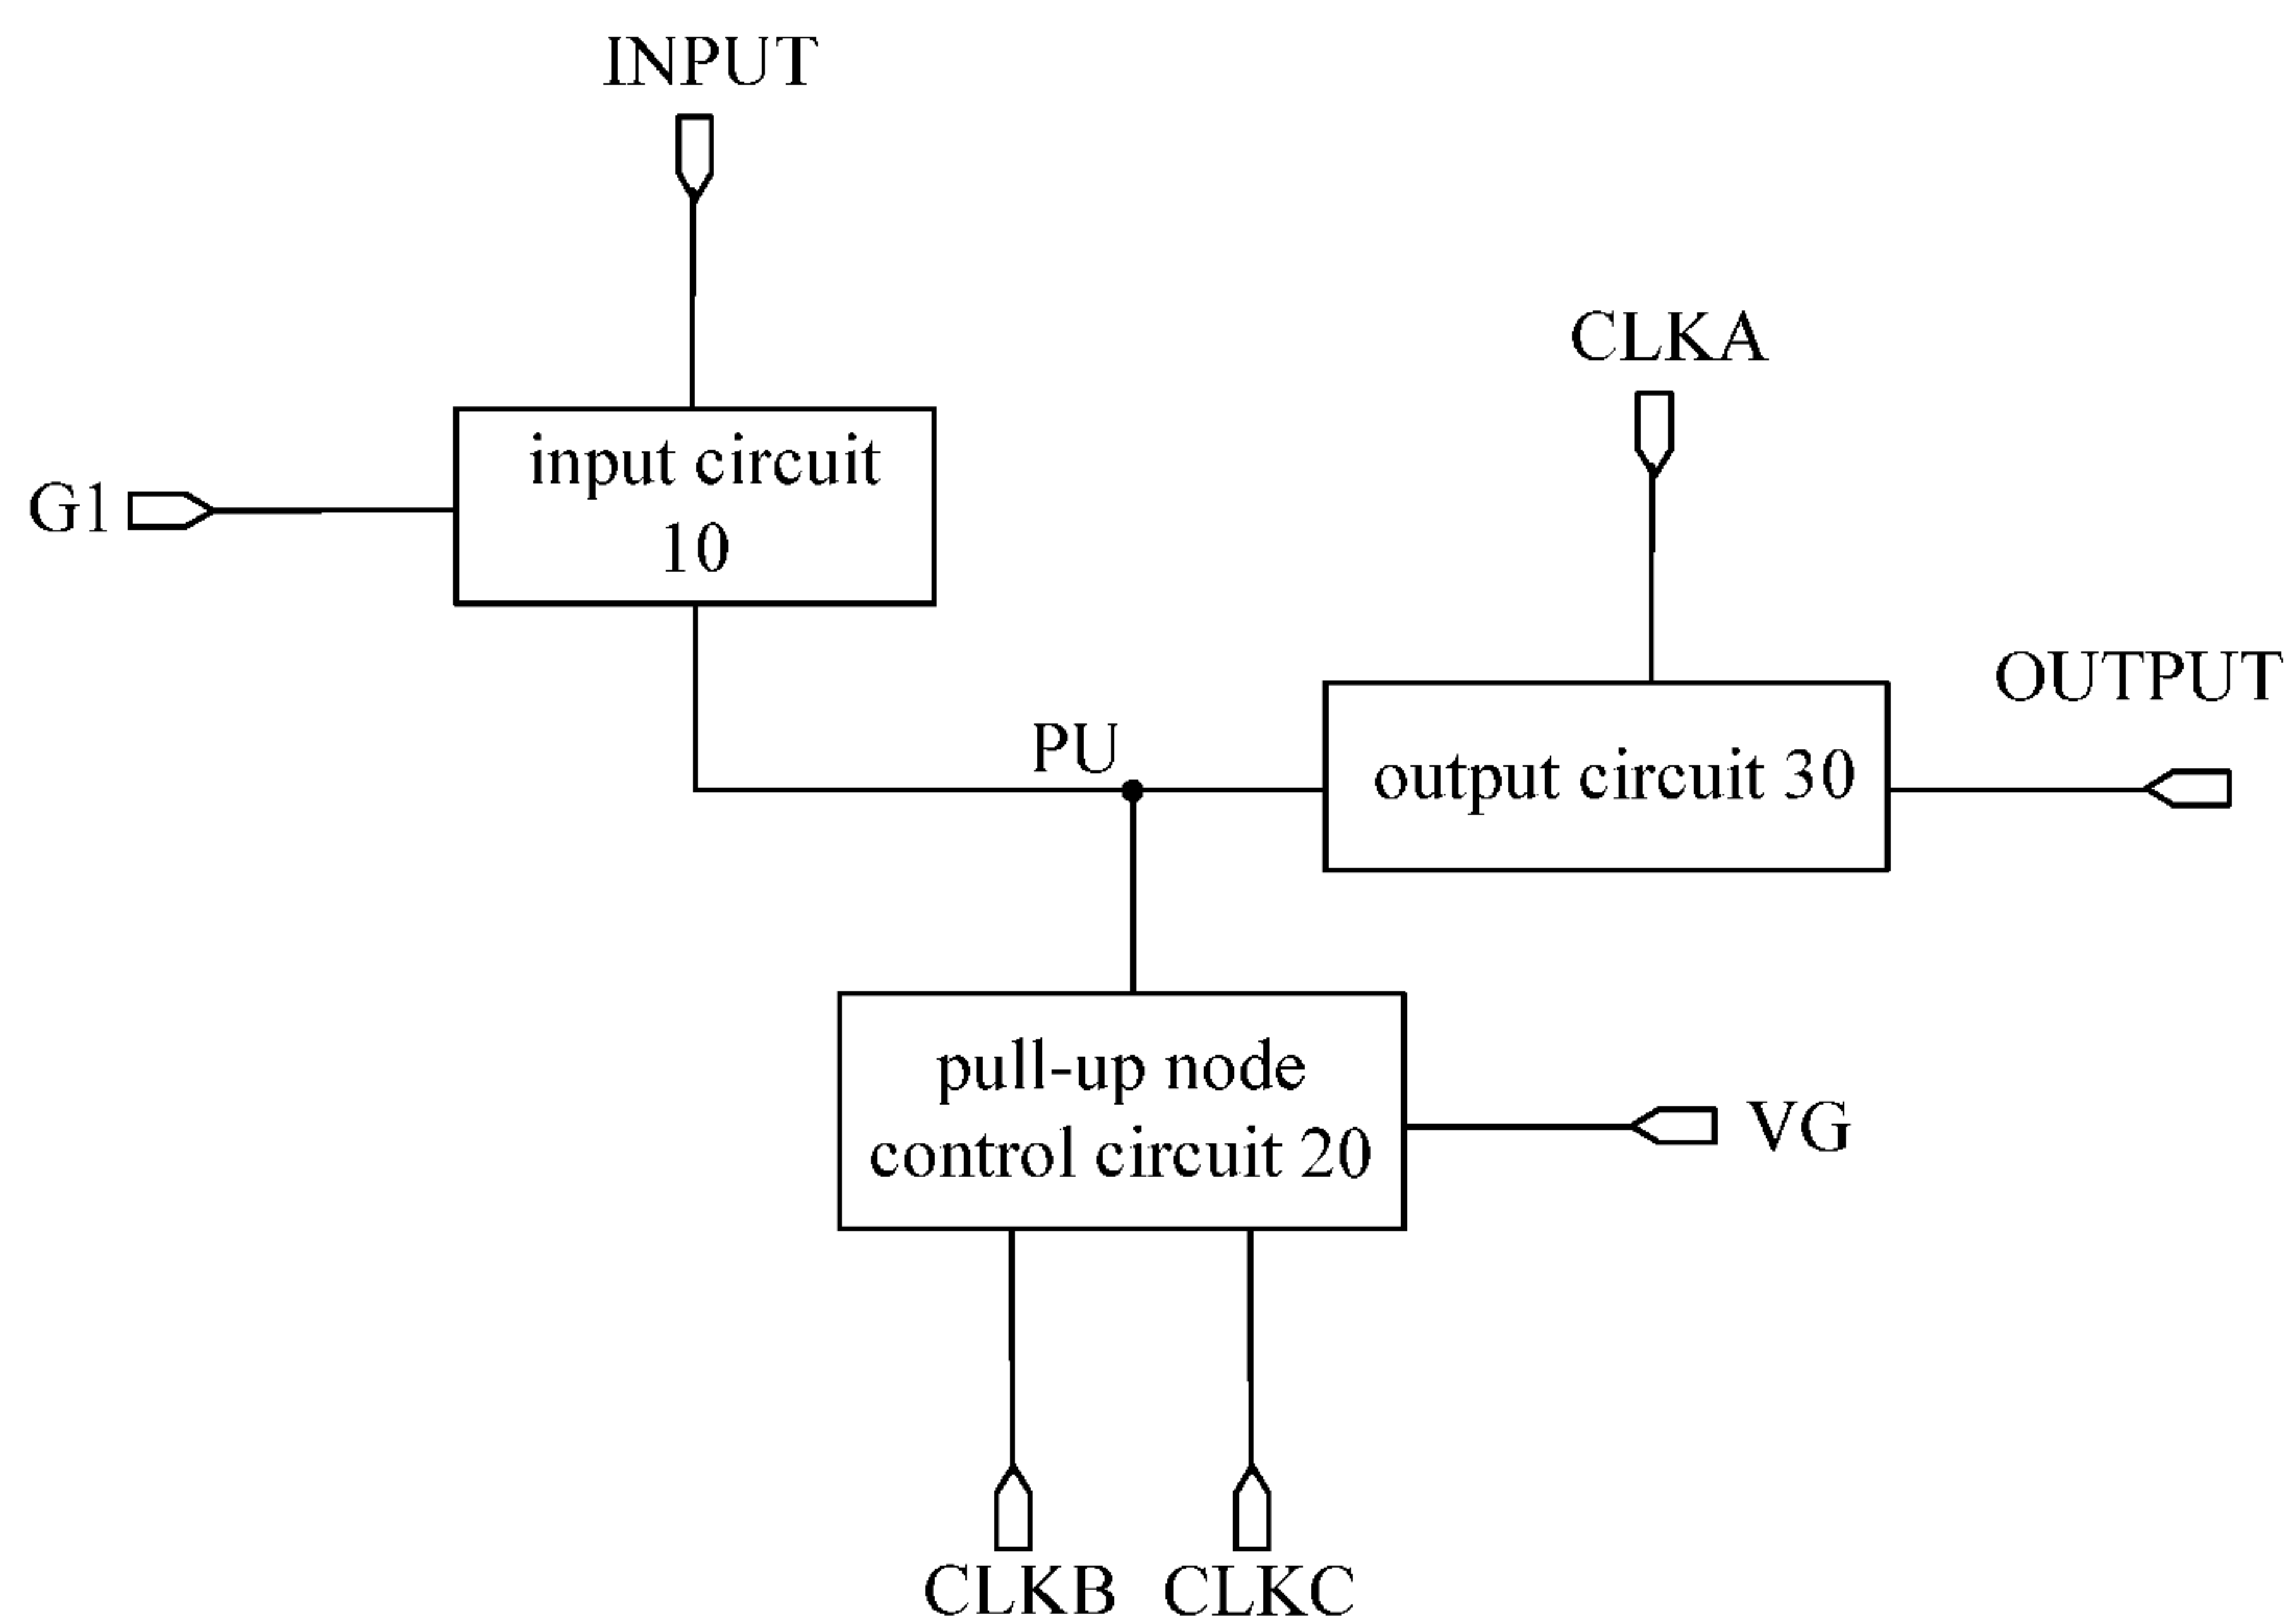 INPUT
CLKA
input circuit
10
G1
OUTPUT
PU
output circuit 30
pull-up node
control circuit 20
VG
CLKB
CLKC